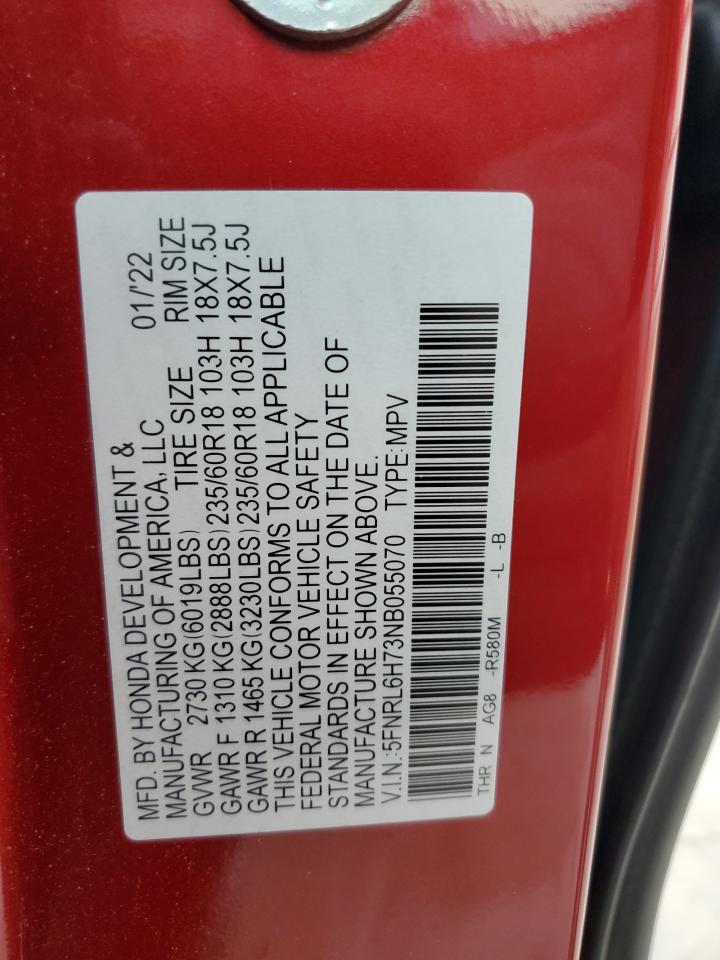 MFD. BY HONDA DEVELOPMENT &
MANUFACTURING OF AMERICA, LLC 01/'22
GVWR 2730 KG(6019LBS) TIRE SIZE RIM SIZE
GAWR F 1310 KG(2888LBS)235/60R18 103H 18X7.5J
GAWR R 1465 KG(3230LBS)235/60R18 103H 18X7.5J
THIS VEHICLE CONFORMS TO ALL APPLICABLE
FEDERAL MOTOR VEHICLE SAFETY
STANDARDS IN EFFECT ON THE DATE OF
MANUFACTURE SHOWN ABOVE.
V.I.N.:5FNRL6H73NB055070 TYPE:MPV
THR N AG8 -R580M -L -B